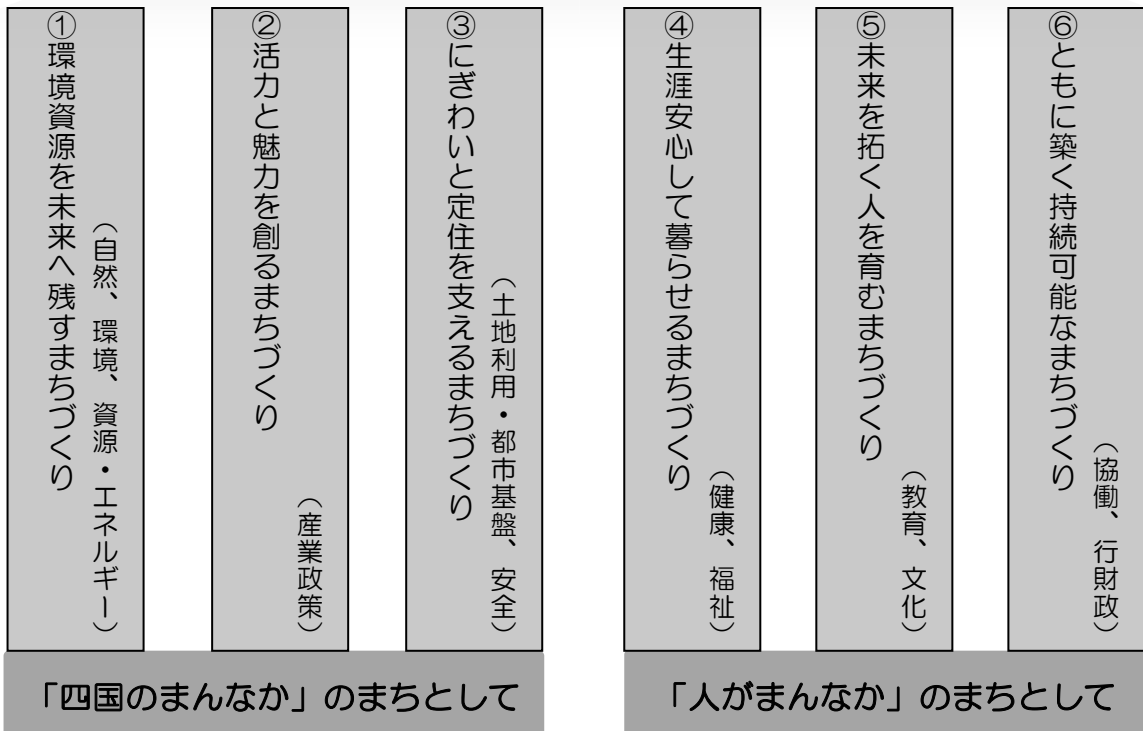 ①環境資源を未来へ残すまちづくり
（自然、環境、資源・エネルギー）
②活力と魅力を創るまちづくり
（産業政策）
③にぎわいと定住を支えるまちづくり
（土地利用・都市基盤、安全）
「四国のまんなか」のまちとして
④生涯安心して暮らせるまちづくり
（健康、福祉）
⑤未来を拓く人を育むまちづくり
（教育、文化）
⑥ともに築く持続可能なまちづくり
（協働、行財政）
「人がまんなか」のまちとして